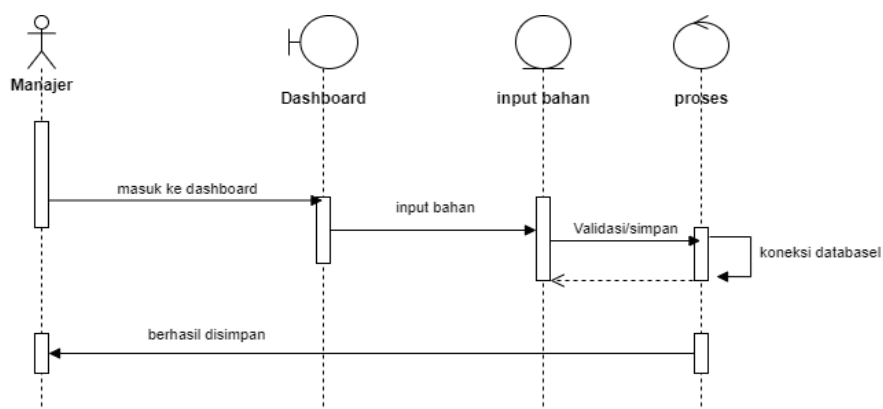 Manajer
Dashboard
input bahan
proses
masuk ke dashboard
input bahan
Validasi/simpan
koneksi databasel
berhasil disimpan